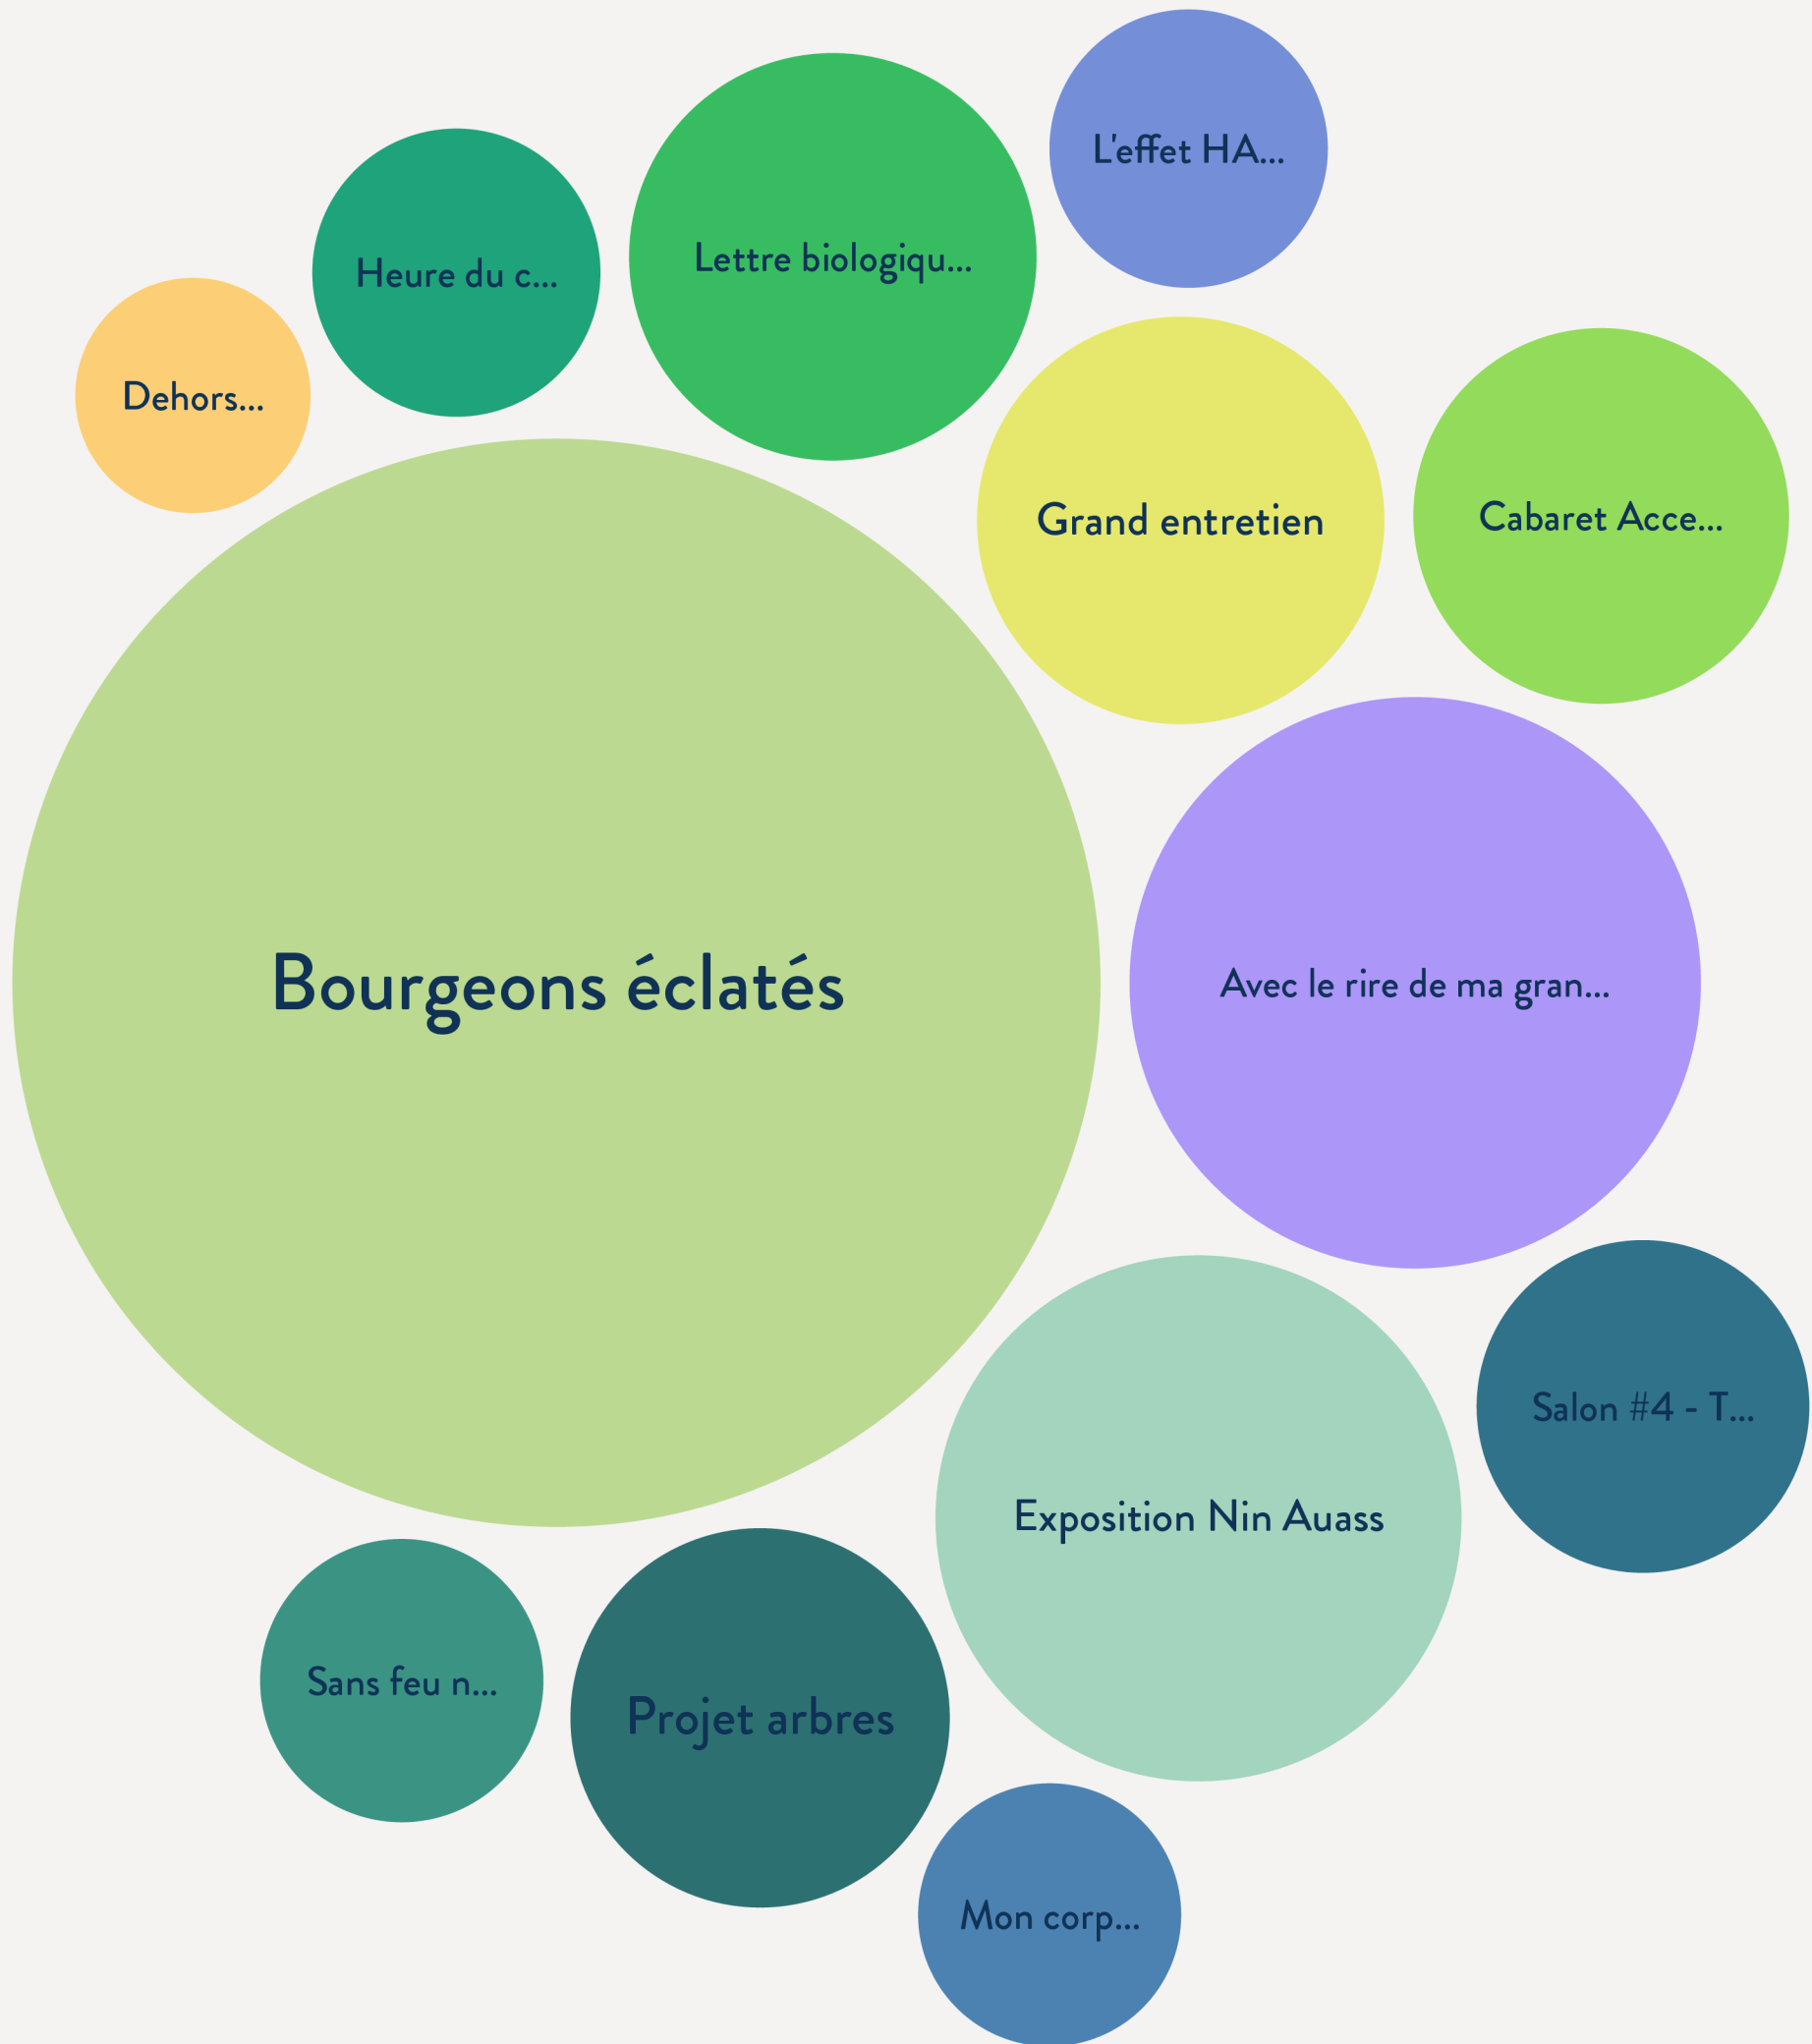 L'effet HA...
Lettre biologiqu...
Heure du c...
Dehors...
Grand entretien
Cabaret Acce...
Bourgeons éclatés
Avec le rire de ma gran...
Salon #4 - T...
Exposition Nin Auass
Sans feu n...
Projet arbres
Mon corp...